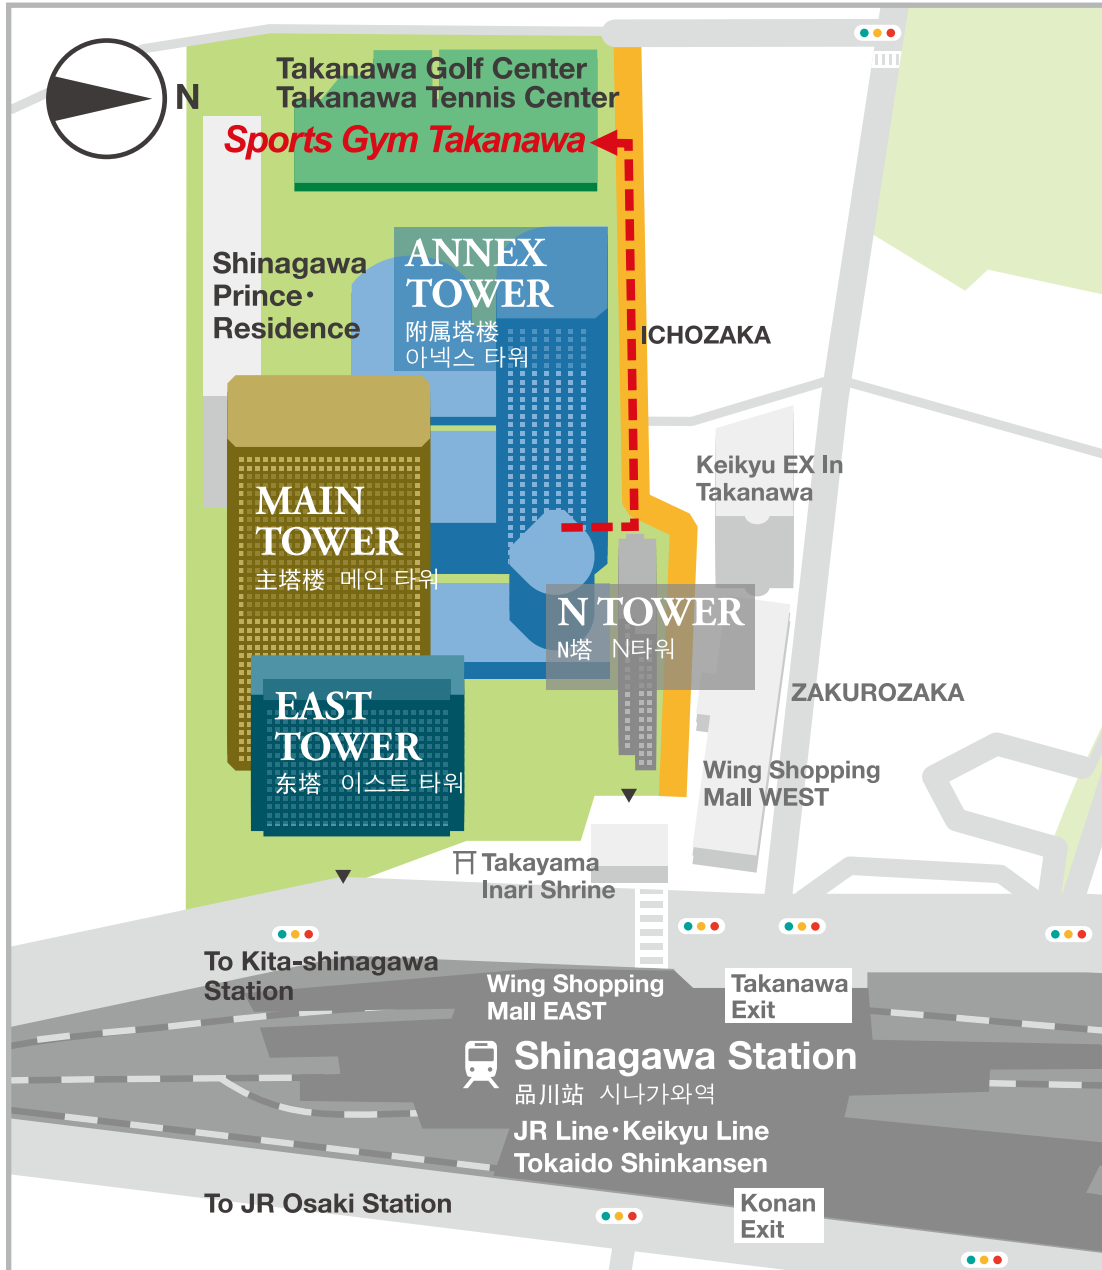 N
Takanawa Golf Center
Takanawa Tennis Center
Sports Gym Takanawa
ANNEX
TOWER
附属塔楼
아넥스 타워
Shinagawa
Prince・
Residence
ICHOZAKA
Keikyu EX In
Takanawa
MAIN
TOWER
主塔楼 메인 타워
N TOWER
N塔 N타워
EAST
TOWER
东塔 이스트 타워
ZAKUROZAKA
Wing Shopping
Mall WEST
Takayama
Inari Shrine
To Kita-shinagawa
Station
Wing Shopping
Mall EAST
Takanawa
Exit
Shinagawa Station
品川站 시나가와역
JR Line・Keikyu Line
Tokaido Shinkansen
To JR Osaki Station
Konan
Exit